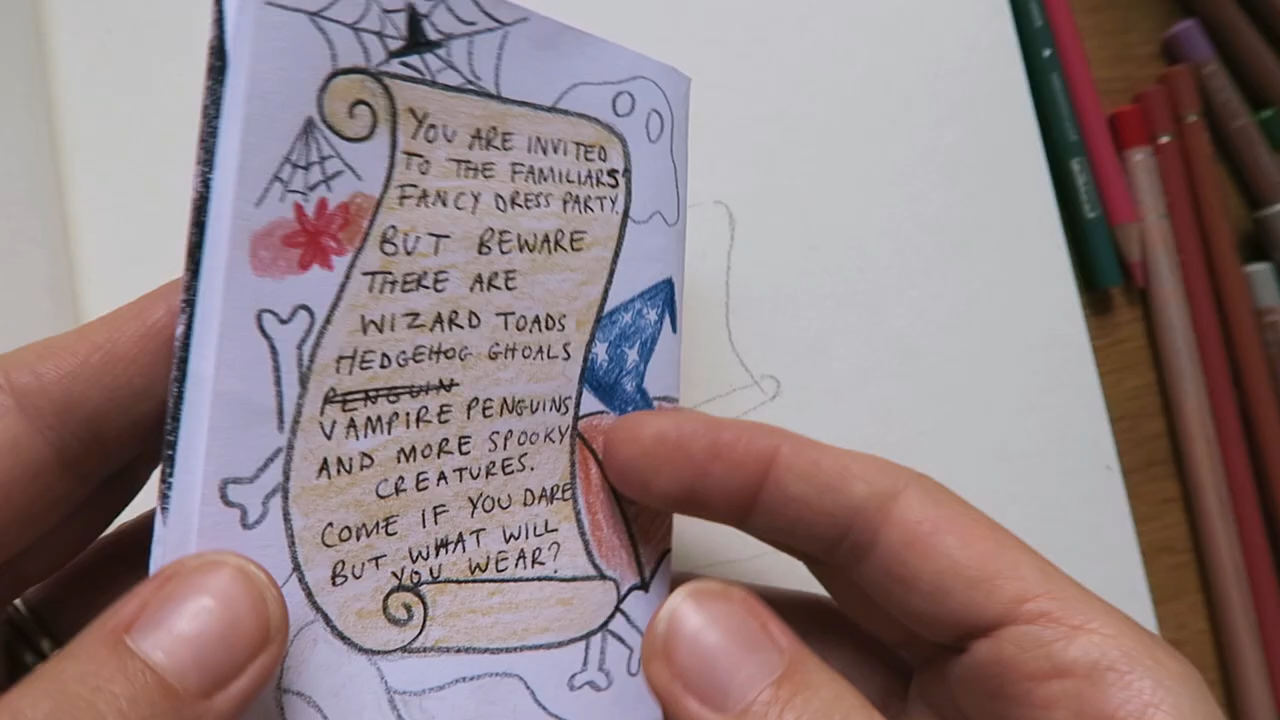 YOU ARE INVITED
TO THE FAMILIARS
FANCY DRESS PARTY.
BUT BEWARE
THERE ARE
WIZARD TOADS
HEDGEHOG GHOALS
PENGUIN
VAMPIRE PENGUINS
AND MORE SPOOKY
CREATURES.
COME IF YOU DARE
BUT WHAT WILL
YOU WEAR?